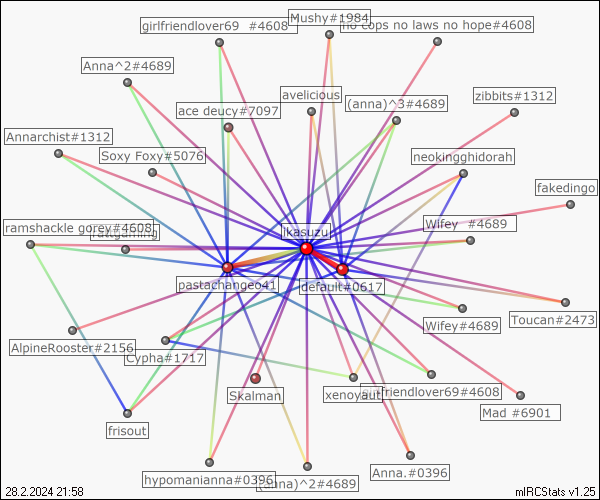 Mushy#1984
girlfriendlover69 #4608
no cops no laws no hope#4608
Anna^2#4689
avelicious
(anna)^3#4689
zibbits#1312
ace deucy#7097
Annarchist#1312
Soxy Foxy#5076
neokingghidorah
fakedingo
ramshackle gorey#4608
ikasuzu
Wifey #4689
pastachange041
default#0617
Toucan#2473
Wifey#4689
AlpineRooster#2156
Cypha#1717
Skalman
xenoyaut
girlfriendlover69#4608
Mad #6901
frisout
hypomanianna#0396
(anna)^2#4689
Anna.#0396
28.2.2024 21:58
mIRCStats v1.25